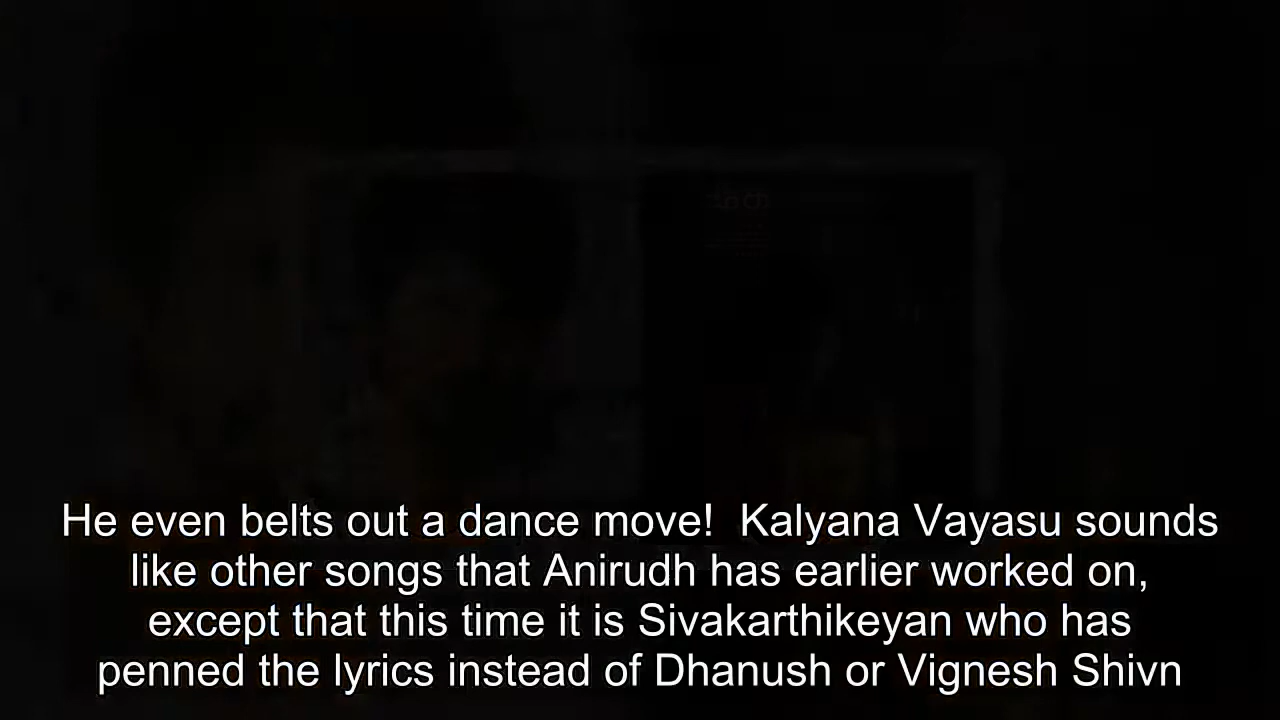 He even belts out a dance move!  Kalyana Vayasu sounds
like other songs that Anirudh has earlier worked on,
except that this time it is Sivakarthikeyan who has
penned the lyrics instead of Dhanush or Vignesh Shivn